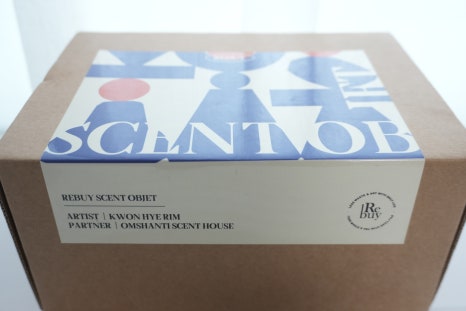 SCENT OB
REBUY SCENT OBJET
ARTIST | KWON HYE RIM
PARTNER | OMSHANTI SCENT HOUSE
Re
buy